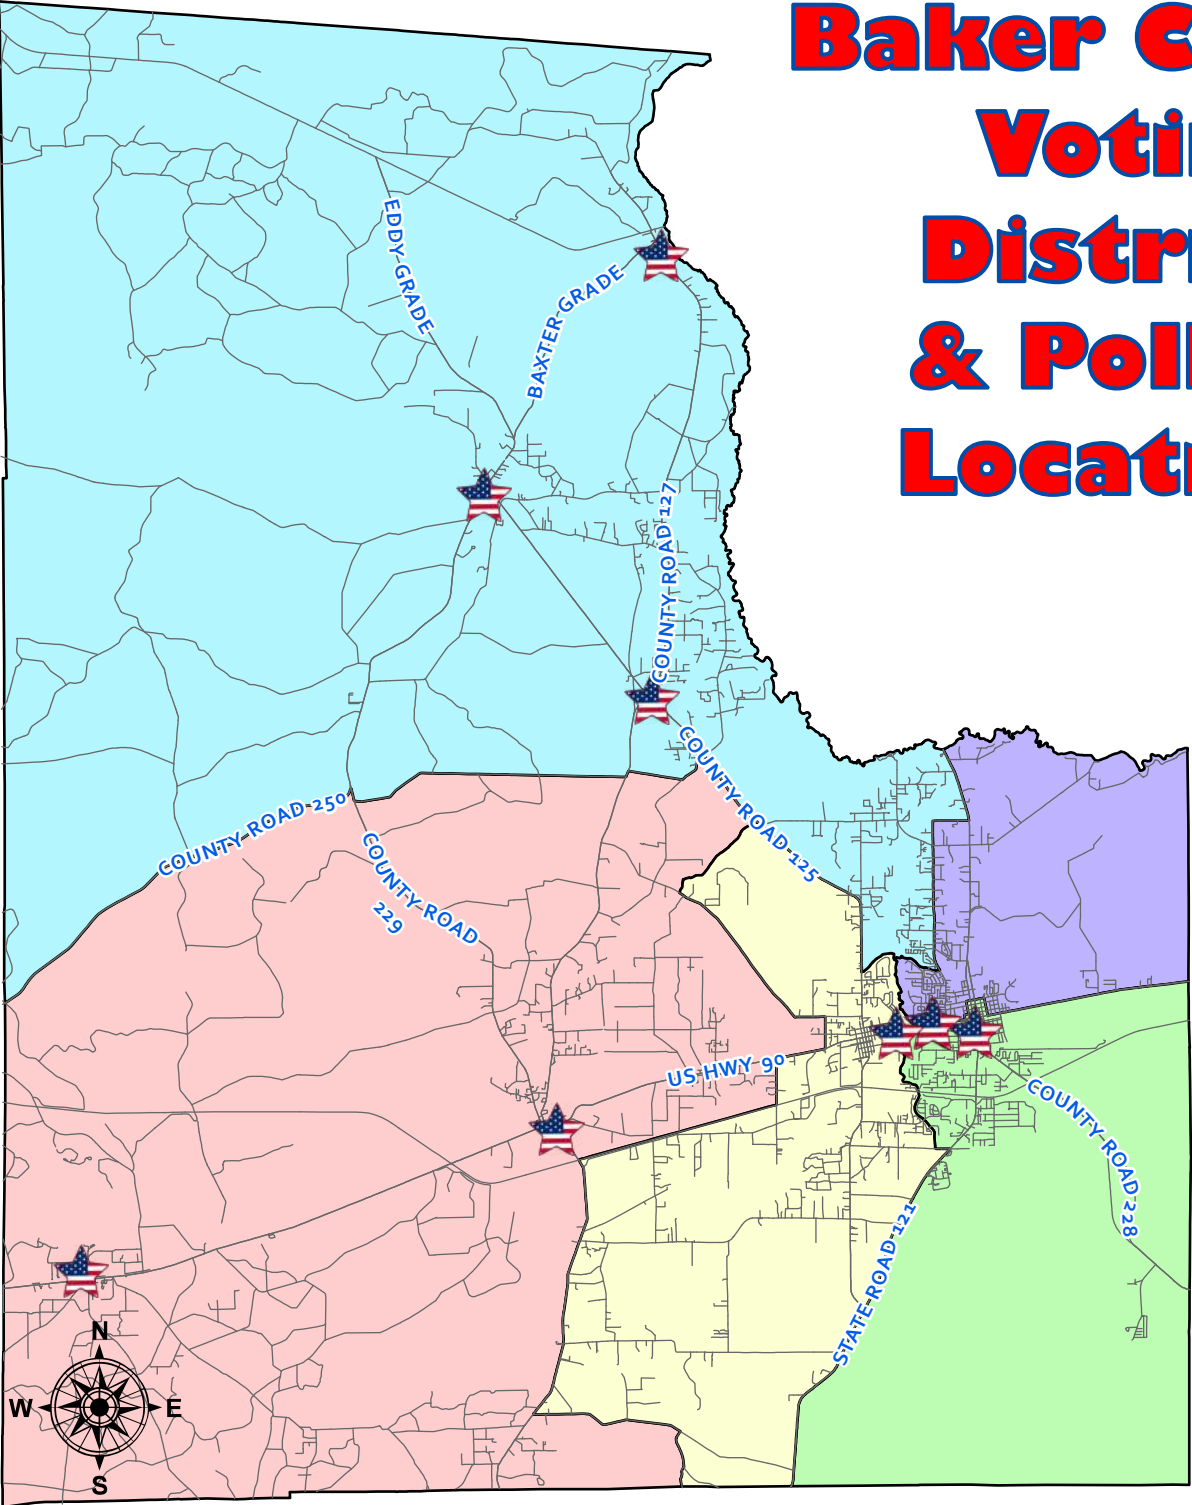 Baker C
Voti
Distr
& Poll
Locat
EDDY GRADE
BAXTER GRADE
COUNTY ROAD 127
COUNTY ROAD 125
COUNTY ROAD 250
COUNTY ROAD
229
US HWY 90
COUNTY ROAD 228
STATE ROAD 121
N
W E
S